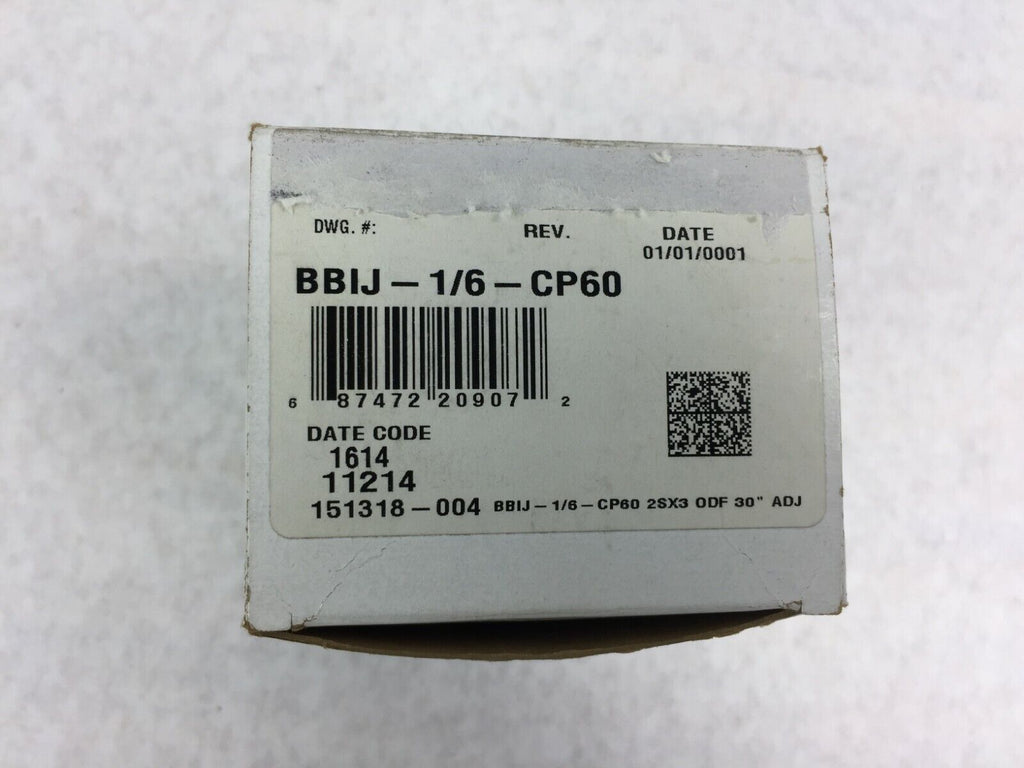 DWG. #: REV. DATE
01/01/0001
BBIJ – 1/6 – CP60
6 87472 20907 2
DATE CODE
1614
11214
151318 – 004 BBIJ – 1/6 – CP60 2SX3 ODF 30" ADJ